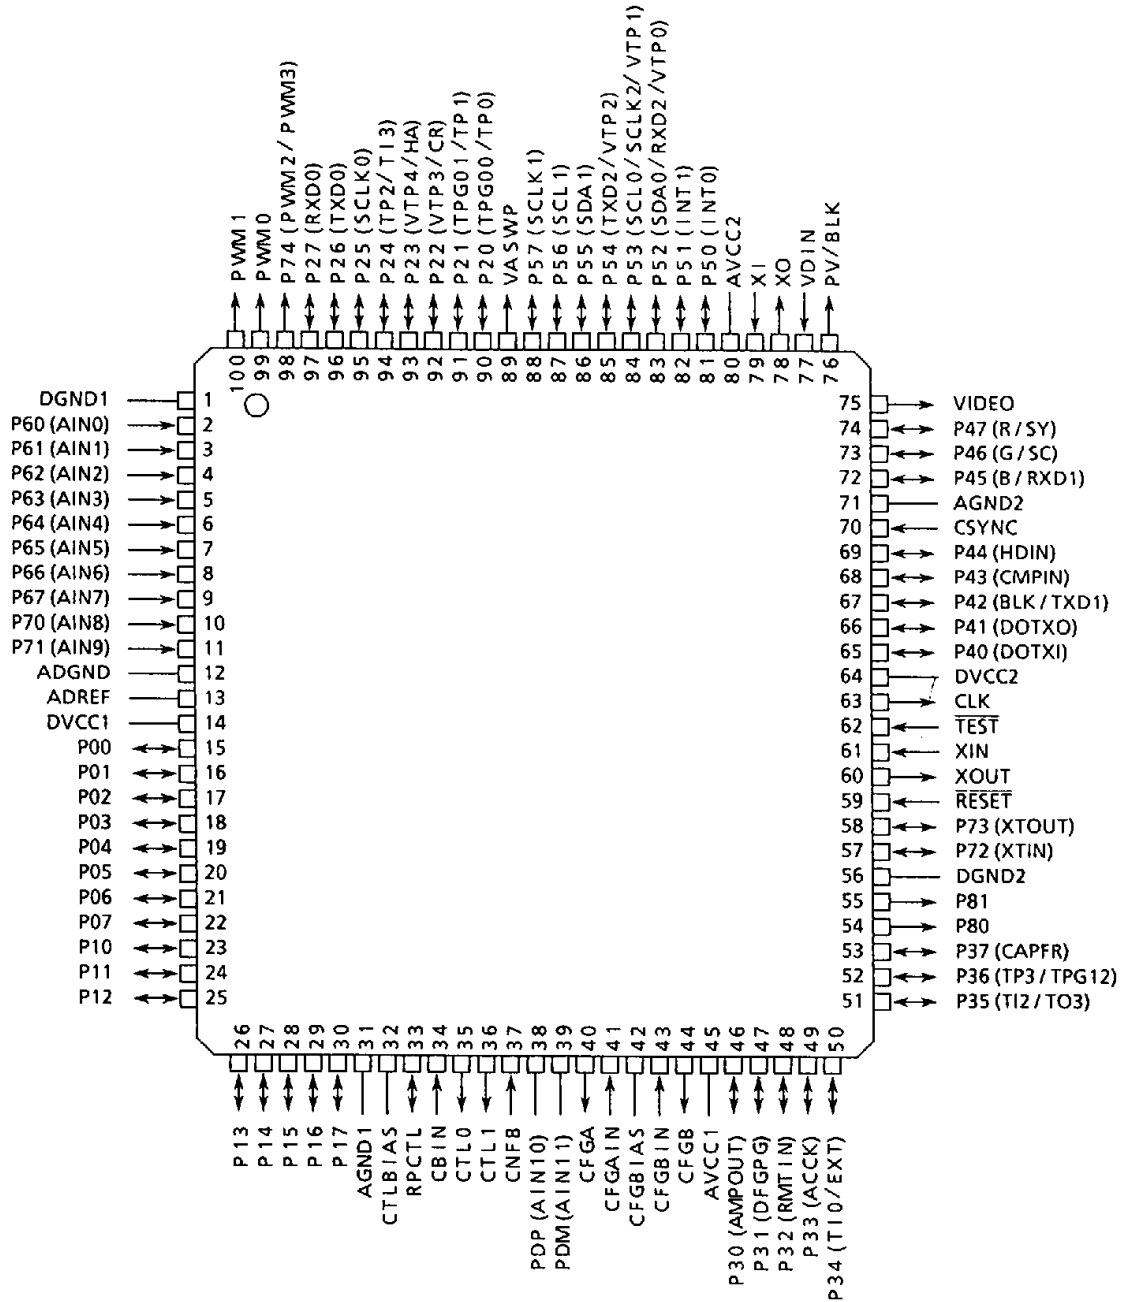 PWM1
PWM0
P74 (PWM2 / PWM3)
P27 (RXD0)
P26 (TXD0)
P25 (SCLK0)
P24 (TP2 / TI3)
P23 (VTP4 / HA)
P22 (VTP3 / CR)
P21 (TPG01 / TP1)
P20 (TPG00 / TP0)
VASWP
P57 (SCLK1)
P56 (SCL1)
P55 (SDA1)
P54 (TXD2 / VTP2)
P53 (SCL0 / SCLK2 / VTP1)
P52 (SDA0 / RXD2 / VTP0)
P51 (INT1)
P50 (INT0)
AVCC2
XI
XO
VDIN
PV / BLK
100
99
98
97
96
95
94
93
92
91
90
89
88
87
86
85
84
83
82
81
80
79
78
77
76
DGND1 1
P60 (AIN0) 2
P61 (AIN1) 3
P62 (AIN2) 4
P63 (AIN3) 5
P64 (AIN4) 6
P65 (AIN5) 7
P66 (AIN6) 8
P67 (AIN7) 9
P70 (AIN8) 10
P71 (AIN9) 11
ADGND 12
ADREF 13
DVCC1 14
P00 15
P01 16
P02 17
P03 18
P04 19
P05 20
P06 21
P07 22
P10 23
P11 24
P12 25
75 VIDEO
74 P47 (R / SY)
73 P46 (G / SC)
72 P45 (B / RXD1)
71 AGND2
70 CSYNC
69 P44 (HDIN)
68 P43 (CMPIN)
67 P42 (BLK / TXD1)
66 P41 (DOTXO)
65 P40 (DOTXI)
64 DVCC2
63 CLK
62 TEST
61 XIN
60 XOUT
59 RESET
58 P73 (XTOUT)
57 P72 (XTIN)
56 DGND2
55 P81
54 P80
53 P37 (CAPFR)
52 P36 (TP3 / TPG12)
51 P35 (TI2 / TO3)
26
27
28
29
30
31
32
33
34
35
36
37
38
39
40
41
42
43
44
45
46
47
48
49
50
P13
P14
P15
P16
P17
AGND1
CTLBIAS
RPCTL
CBIN
CTL0
CTL1
CNFB
PDP (AIN10)
PDM (AIN11)
CFGA
CFGAIN
CFGBIAS
CFGBIN
CFGB
AVCC1
P30 (AMPOUT)
P31 (DFGPG)
P32 (RMTIN)
P33 (ACCK)
P34 (TI0 / EXT)